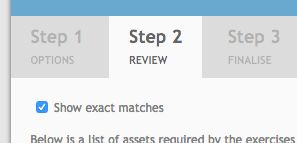 Step 1 Step 2 Step 3
OPTIONS REVIEW FINALISE
Show exact matches
Below is a list of assets required by the exercises